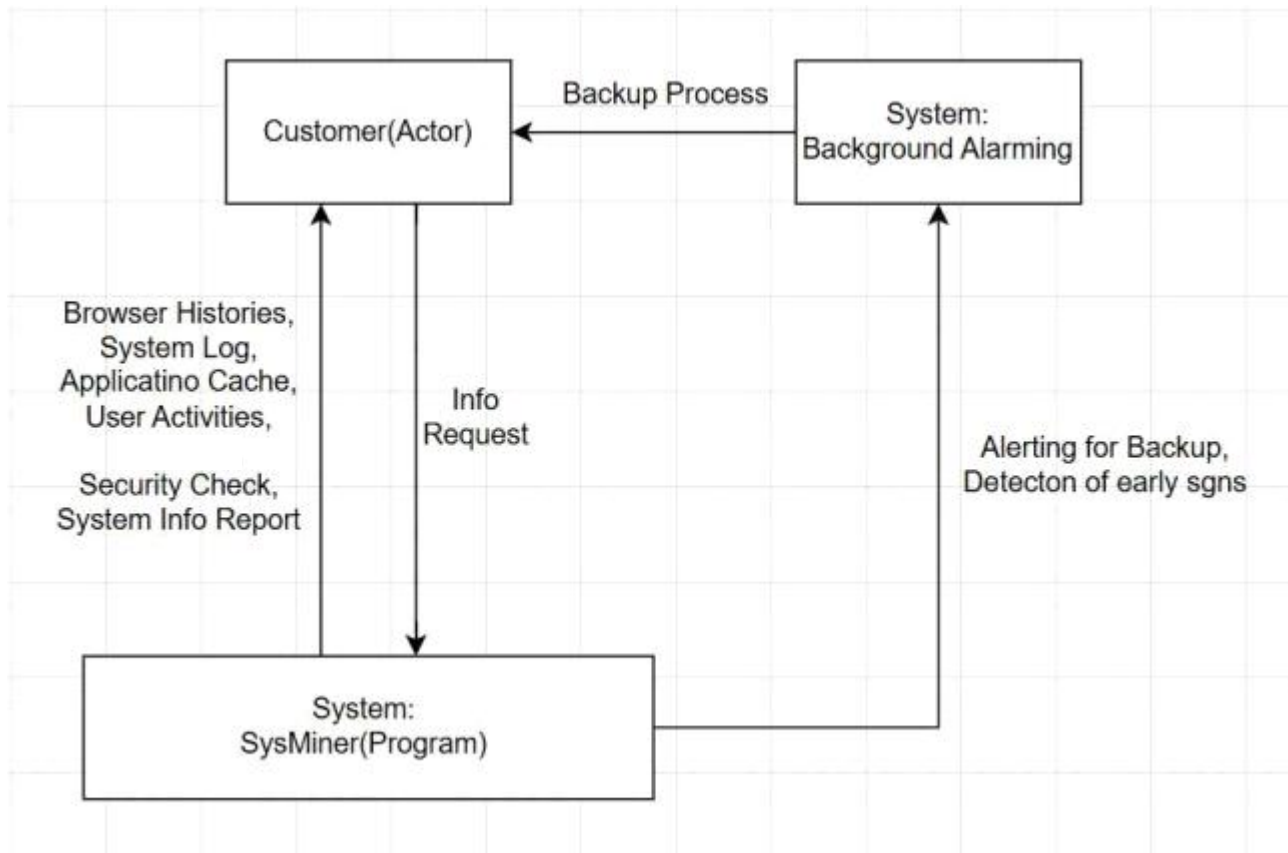 Backup Process
Customer(Actor)
System:
Background Alarming
Browser Histories,
System Log,
Applicatino Cache,
User Activities,
Security Check,
System Info Report
Info
Request
Alerting for Backup,
Detecton of early sgns
System:
SysMiner(Program)